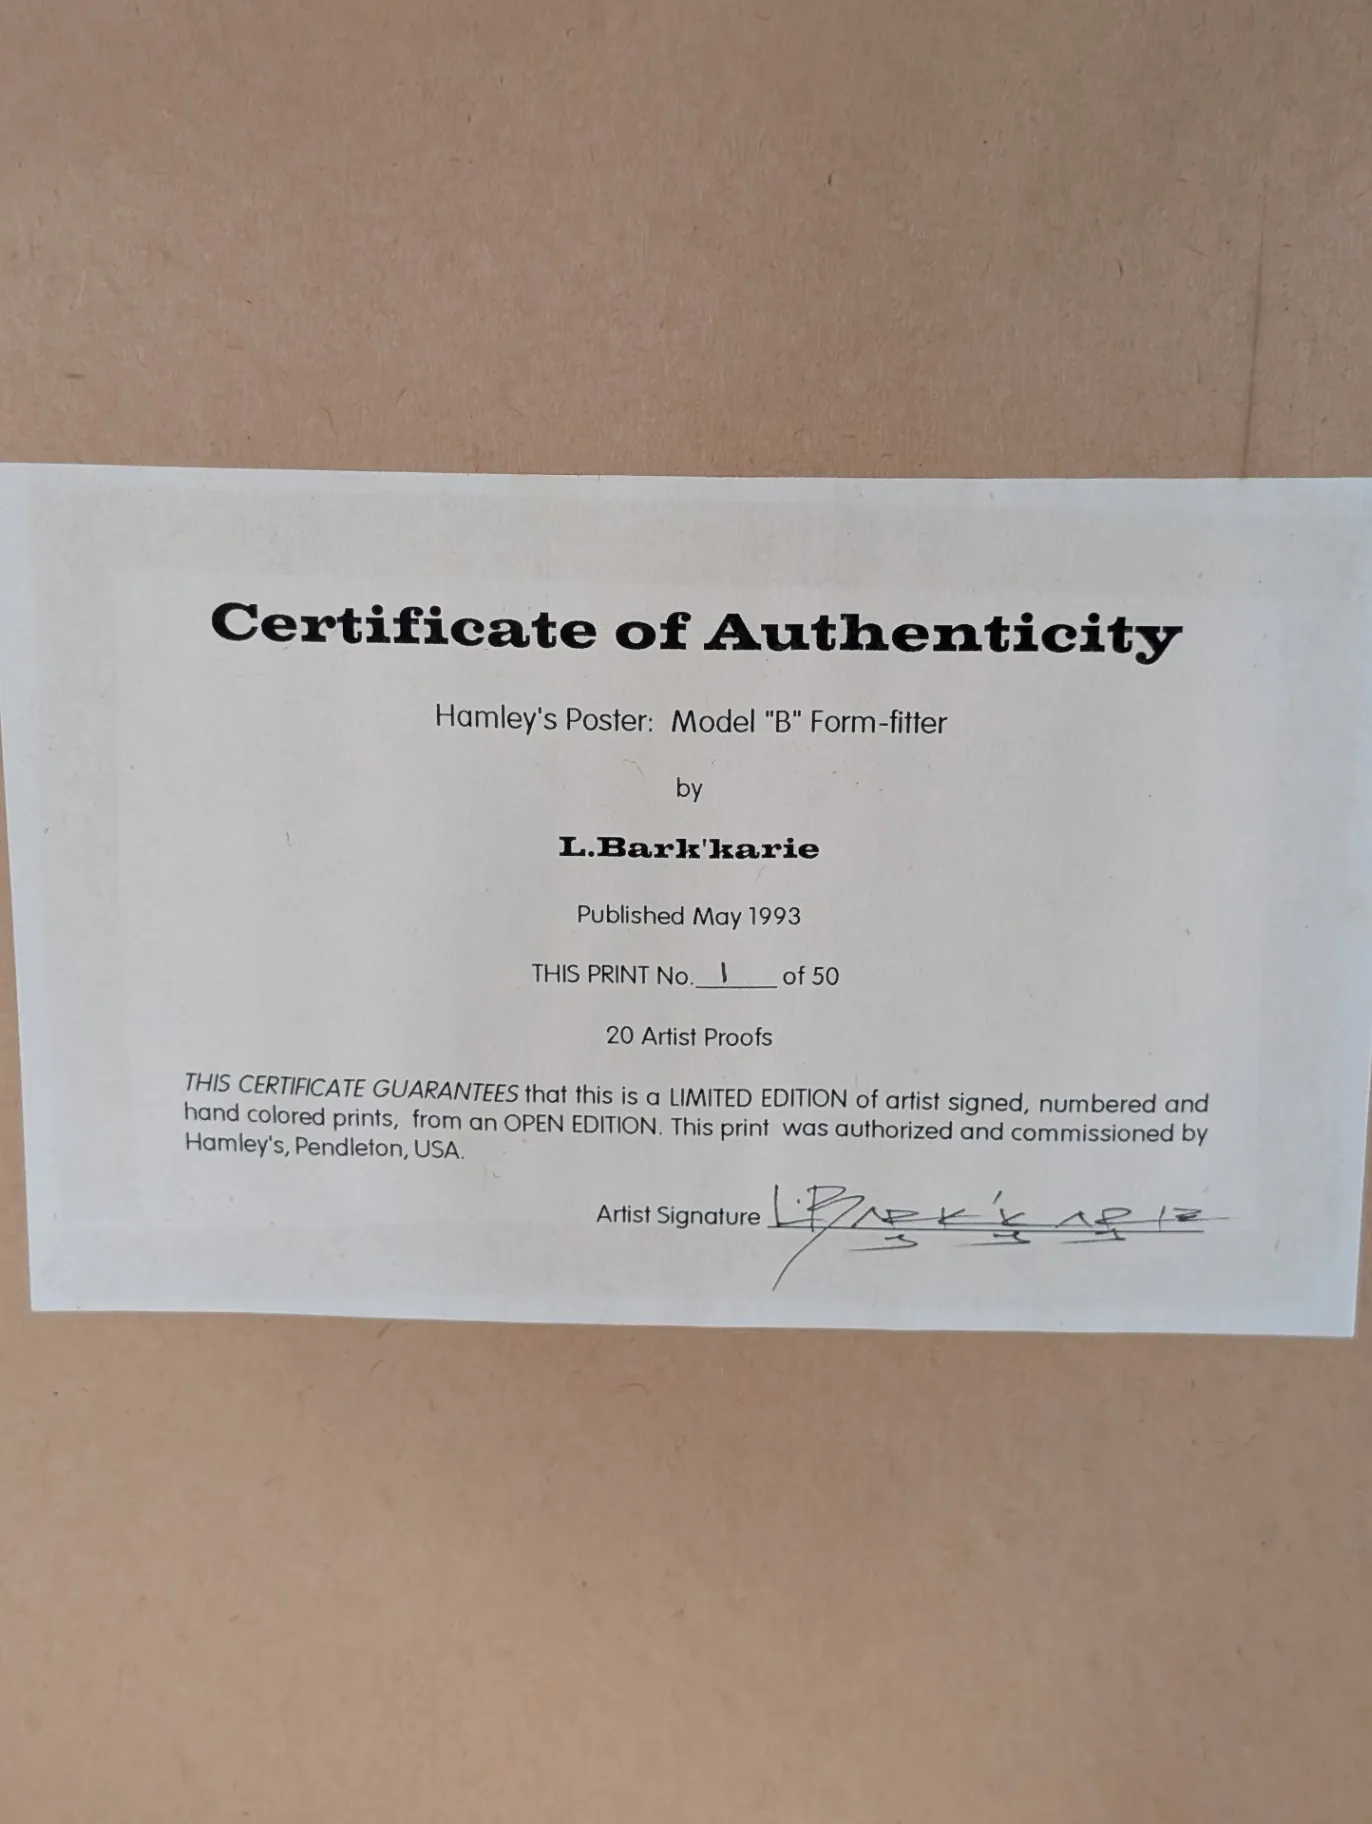 Certificate of Authenticity
Hamley's Poster: Model "B" Form-fitter
by
L.Bark'karie
Published May 1993
THIS PRINT No. 1 of 50
20 Artist Proofs
THIS CERTIFICATE GUARANTEES that this is a LIMITED EDITION of artist signed, numbered and
hand colored prints, from an OPEN EDITION. This print was authorized and commissioned by
Hamley's, Pendleton, USA.
Artist Signature L.BARK'KARIE